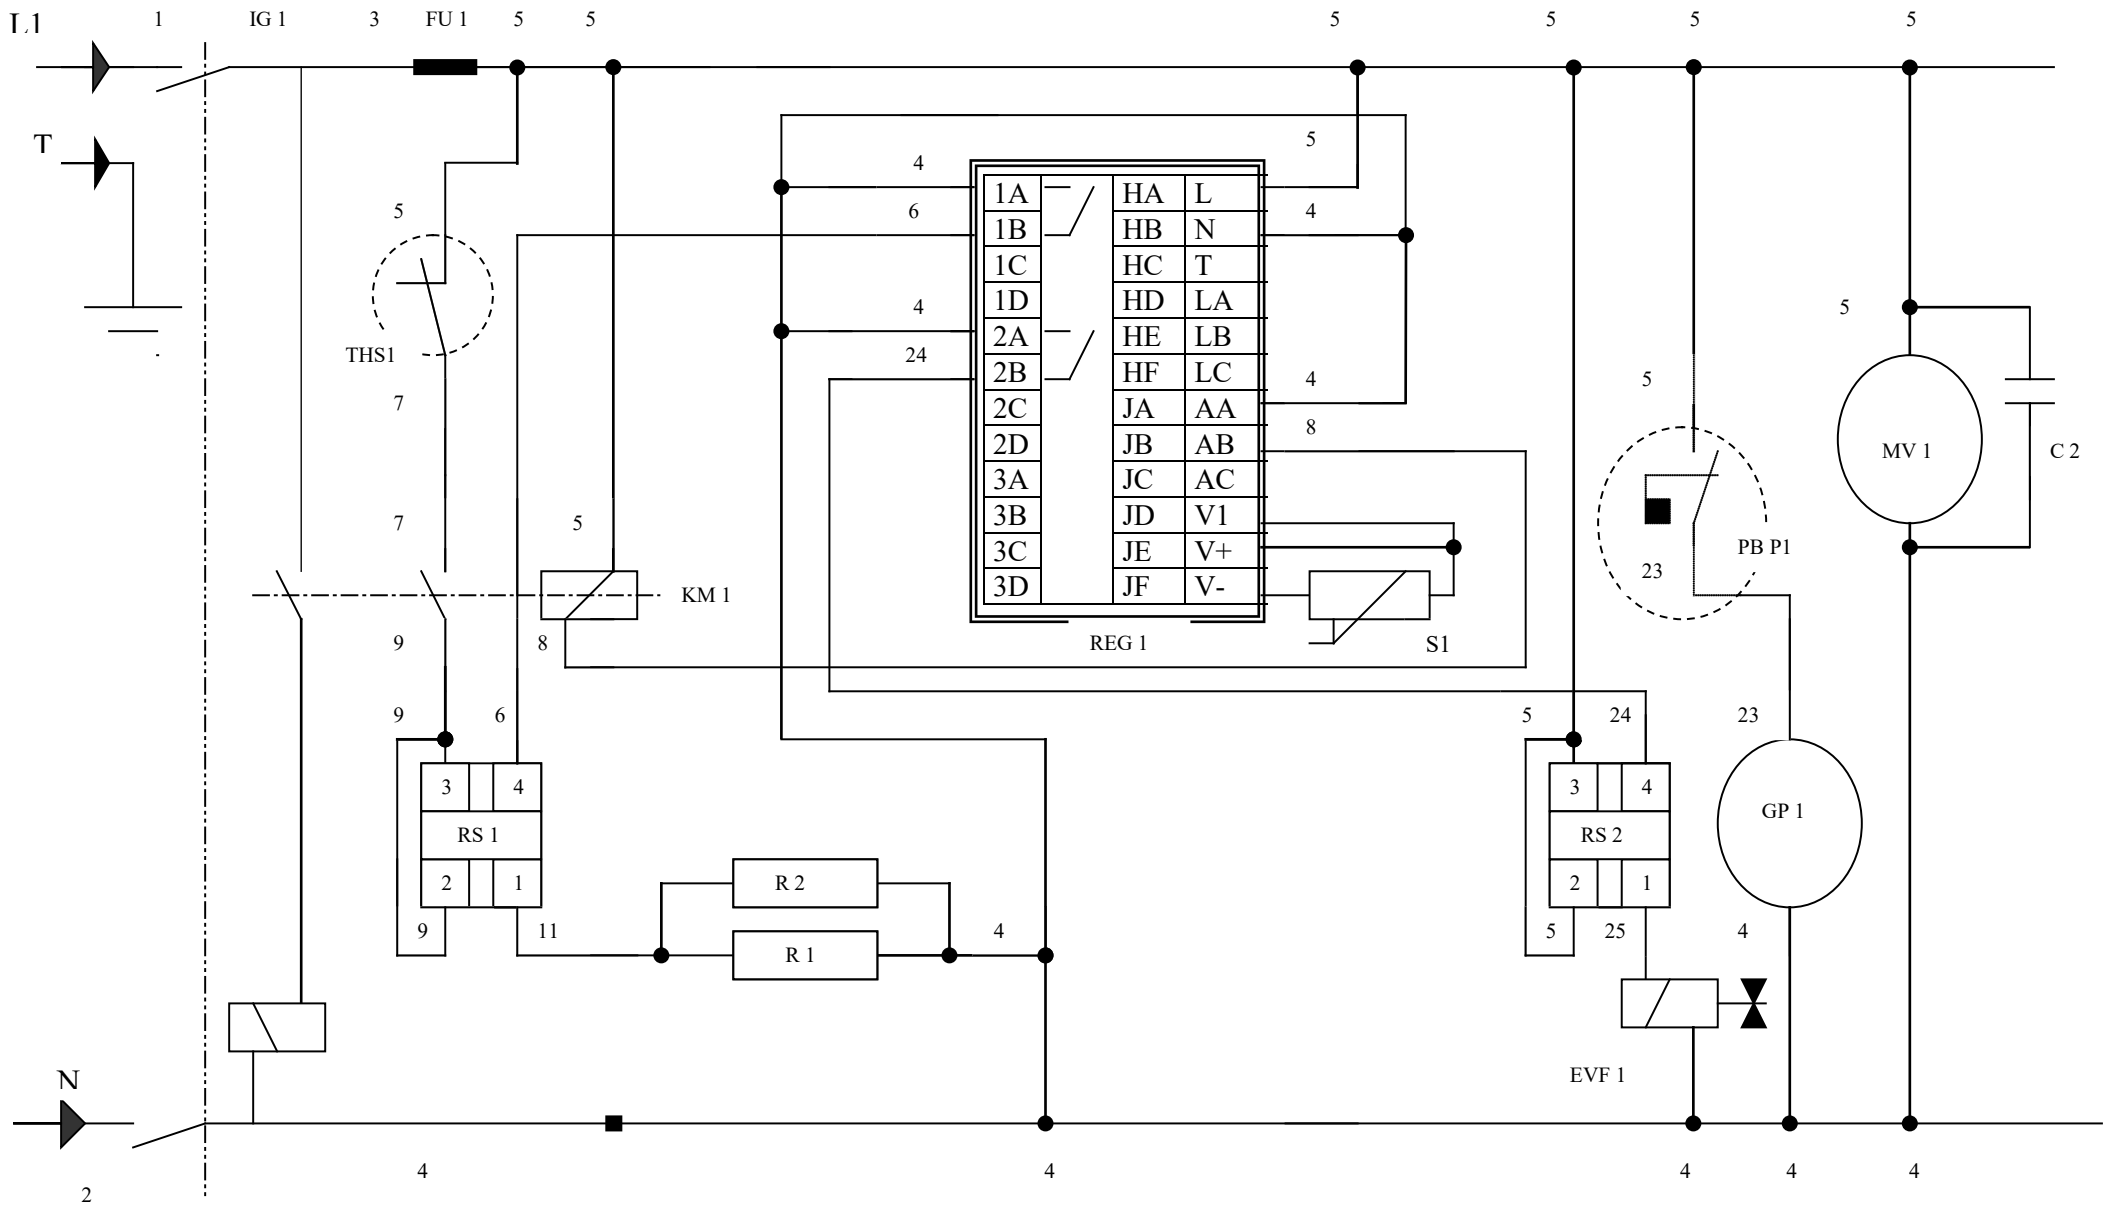 L1 1 IG 1 3 FU 1 5 5 5 5 5 5
T
5
4
5 6 4
1A HA L
1B HB N
1C HC T
1D HD LA
2A HE LB
2B HF LC
2C JA AA
2D JB AB
3A JC AC
3B JD V1
3C JE V+
3D JF V-
4 5
THS1 24
7 4 5
8
MV 1 C 2
7 5
PB P1
23
KM 1
9 8 REG 1 S1
9 6 5 24 23
3 4 3 4
GP 1
RS 1 RS 2
2 1 R 2 2 1
9 11 4 5 25 4
R 1
EVF 1
N
4 4 4 4 4
2